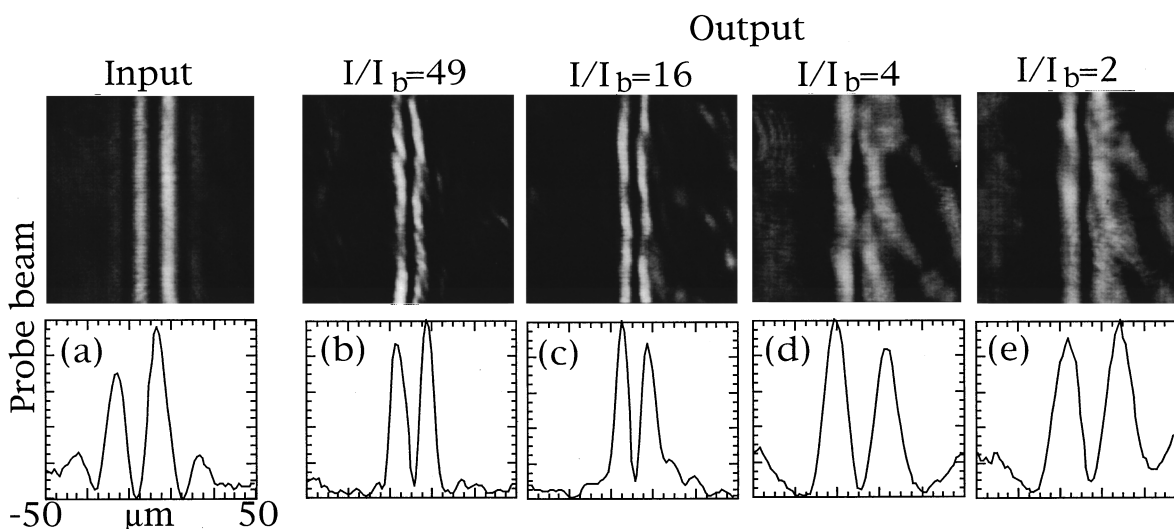 Output
Input
I/I b=49
I/I b=16
I/I b=4
I/I b=2
Probe beam
(a)
(b)
(c)
(d)
(e)
-50 µm 50